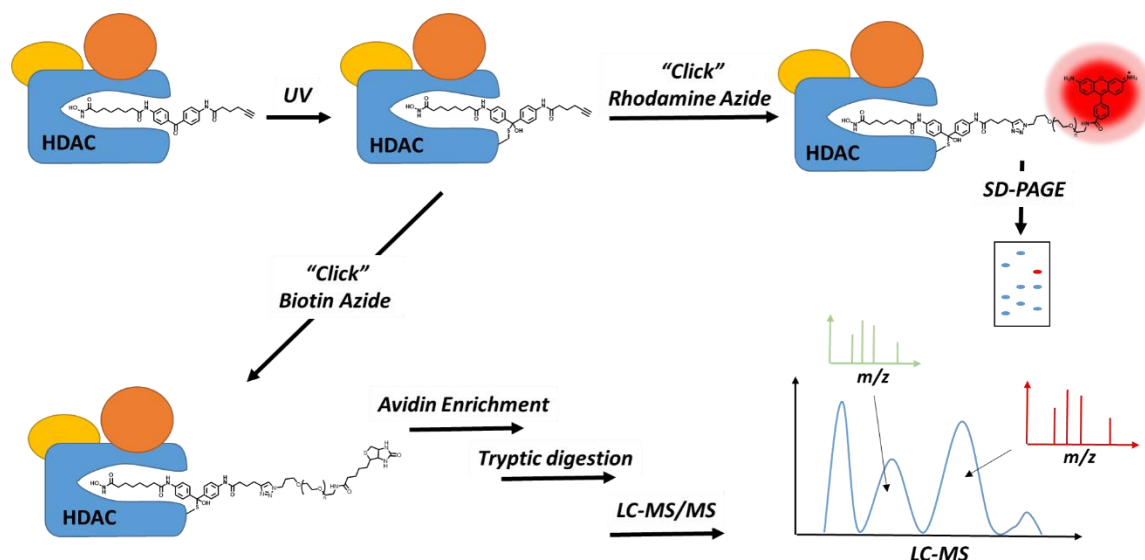 HDAC
UV
HDAC
"Click"
Rhodamine Azide
HDAC
SD-PAGE
"Click"
Biotin Azide
HDAC
Avidin Enrichment
Tryptic digestion
LC-MS/MS
m/z
m/z
LC-MS